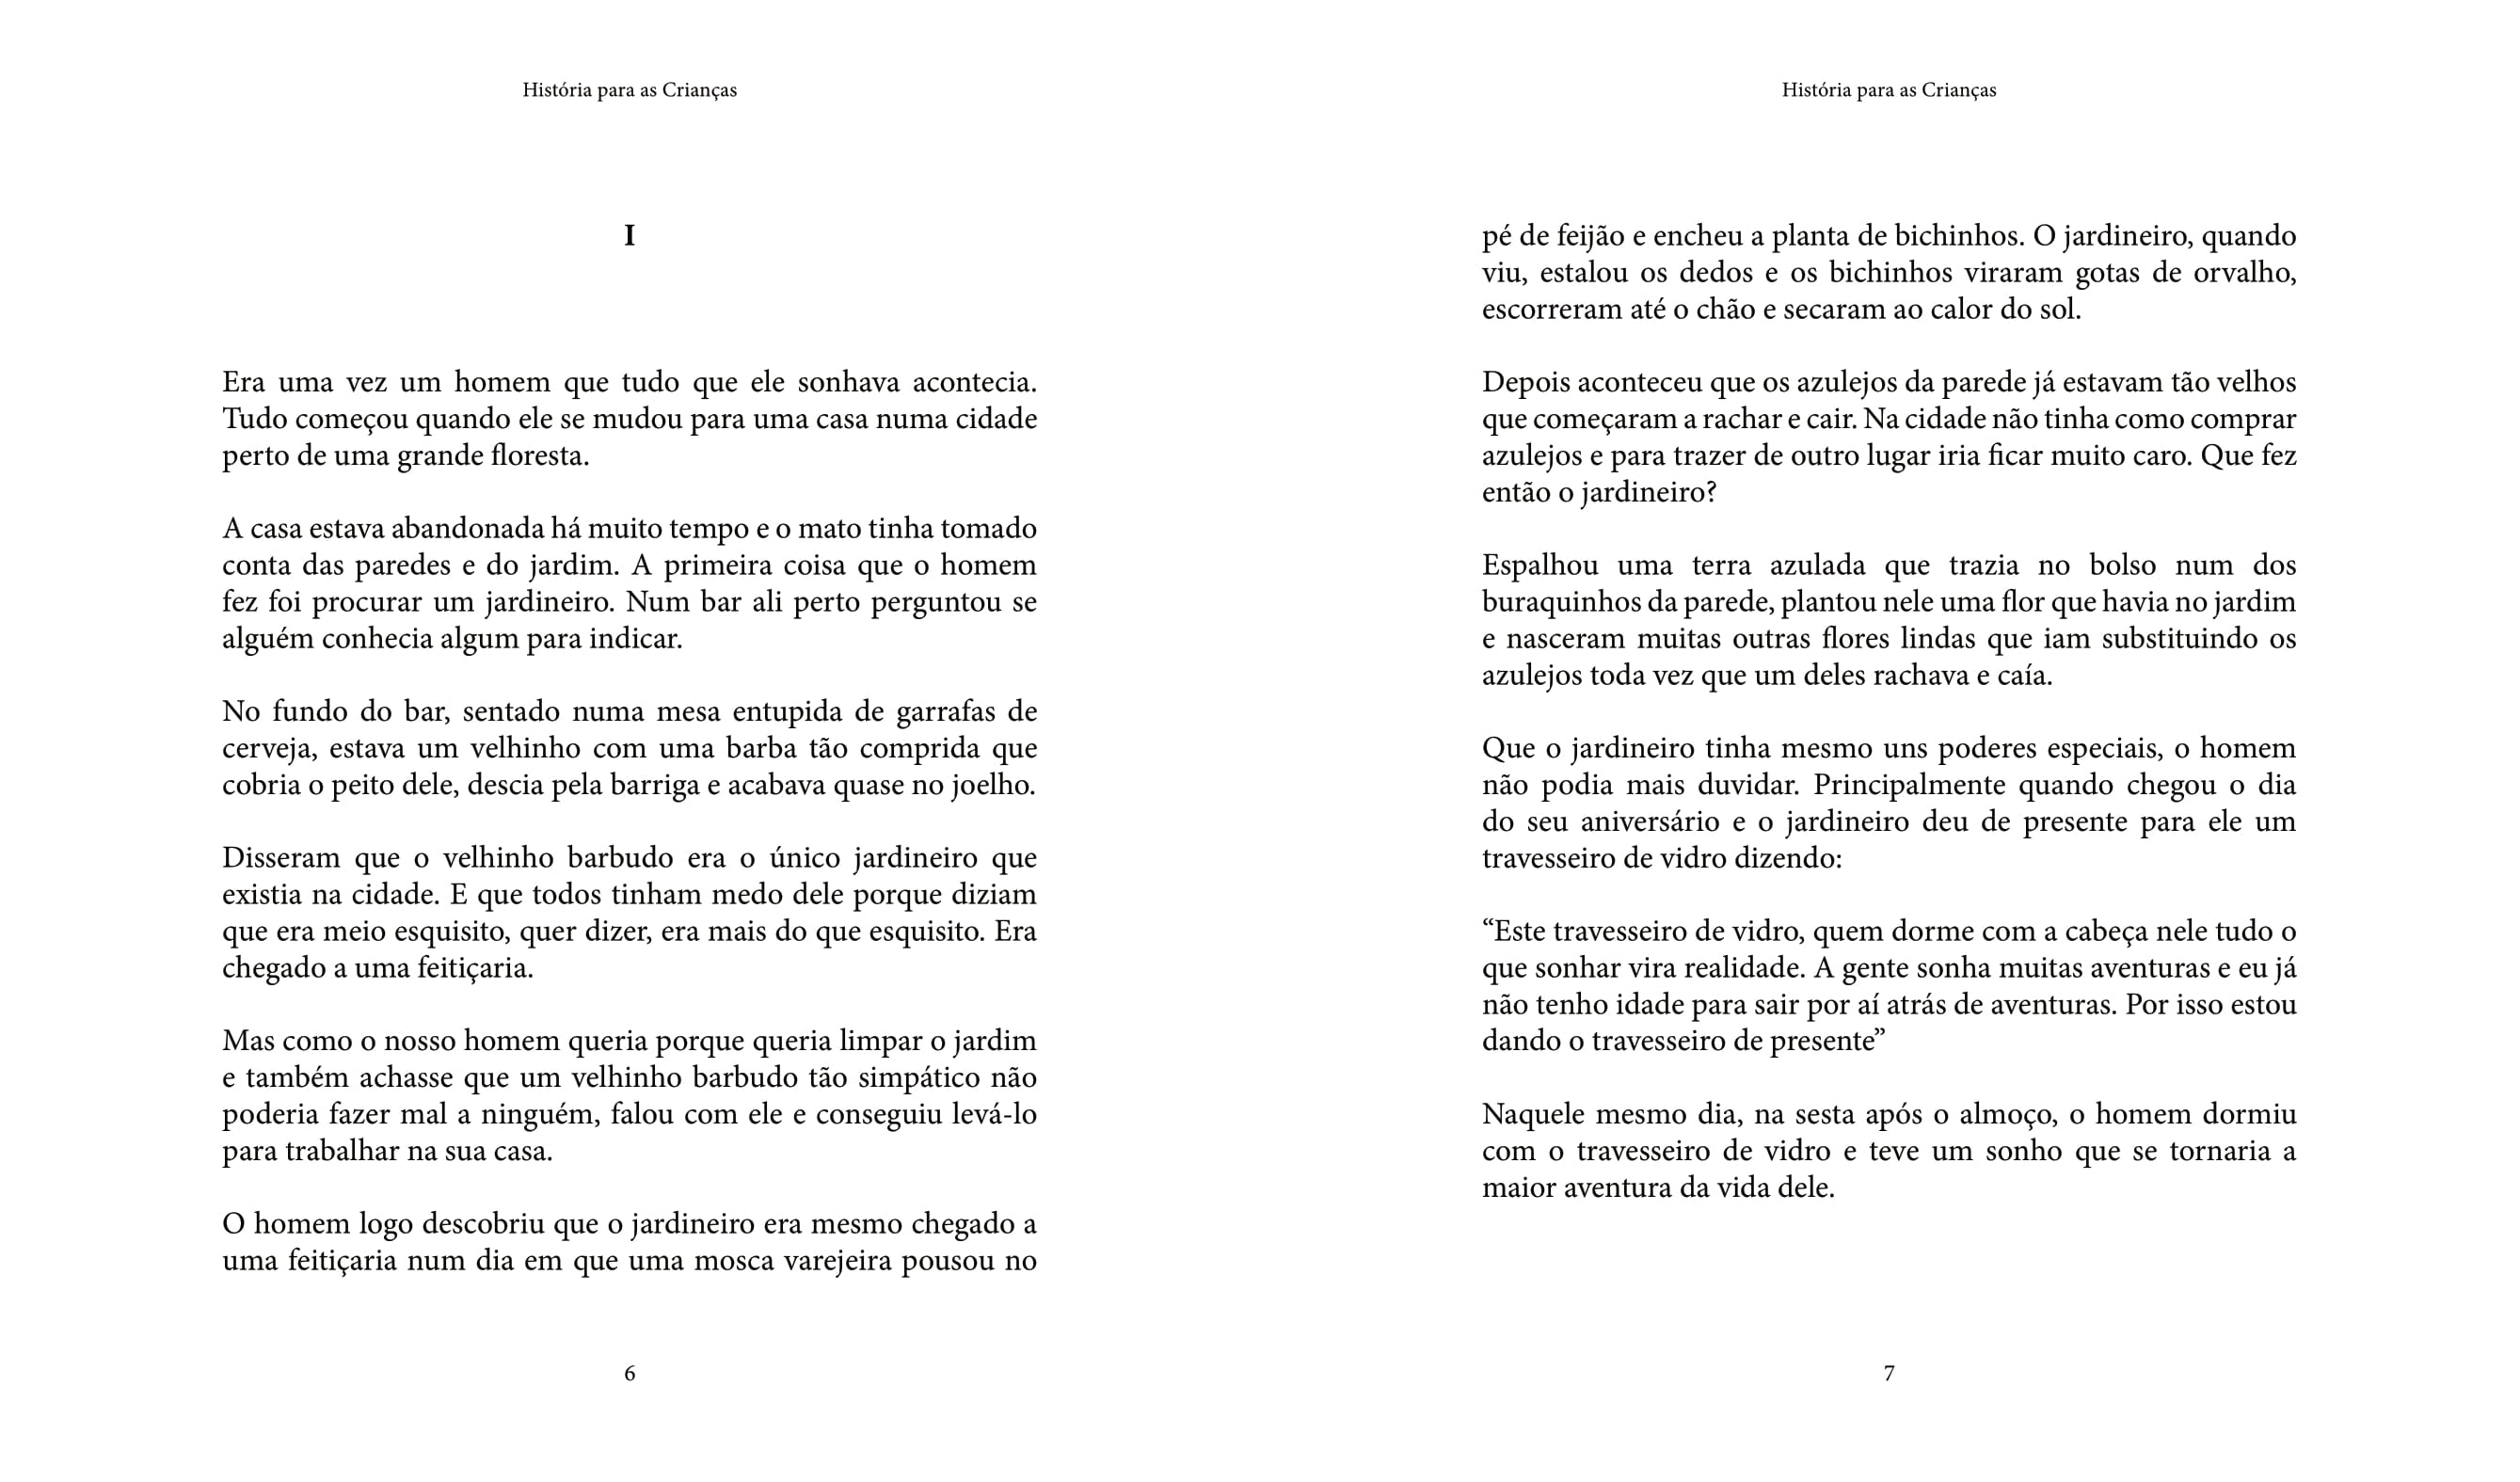 História para as Crianças
I
Era uma vez um homem que tudo que ele sonhava acontecia.
Tudo começou quando ele se mudou para uma casa numa cidade
perto de uma grande floresta.
A casa estava abandonada há muito tempo e o mato tinha tomado
conta das paredes e do jardim. A primeira coisa que o homem
fez foi procurar um jardineiro. Num bar ali perto perguntou se
alguém conhecia algum para indicar.
No fundo do bar, sentado numa mesa entupida de garrafas de
cerveja, estava um velhinho com uma barba tão comprida que
cobria o peito dele, descia pela barriga e acabava quase no joelho.
Disseram que o velhinho barbudo era o único jardineiro que
existia na cidade. E que todos tinham medo dele porque diziam
que era meio esquisito, quer dizer, era mais do que esquisito. Era
chegado a uma feitiçaria.
Mas como o nosso homem queria porque queria limpar o jardim
e também achasse que um velhinho barbudo tão simpático não
poderia fazer mal a ninguém, falou com ele e conseguiu levá-lo
para trabalhar na sua casa.
O homem logo descobriu que o jardineiro era mesmo chegado a
uma feitiçaria num dia em que uma mosca varejeira pousou no
6
História para as Crianças
pé de feijão e encheu a planta de bichinhos. O jardineiro, quando
viu, estalou os dedos e os bichinhos viraram gotas de orvalho,
escorreram até o chão e secaram ao calor do sol.
Depois aconteceu que os azulejos da parede já estavam tão velhos
que começaram a rachar e cair. Na cidade não tinha como comprar
azulejos e para trazer de outro lugar iria ficar muito caro. Que fez
então o jardineiro?
Espalhou uma terra azulada que trazia no bolso num dos
buraquinhos da parede, plantou nele uma flor que havia no jardim
e nasceram muitas outras flores lindas que iam substituindo os
azulejos toda vez que um deles rachava e caía.
Que o jardineiro tinha mesmo uns poderes especiais, o homem
não podia mais duvidar. Principalmente quando chegou o dia
do seu aniversário e o jardineiro deu de presente para ele um
travesseiro de vidro dizendo:
“Este travesseiro de vidro, quem dorme com a cabeça nele tudo o
que sonhar vira realidade. A gente sonha muitas aventuras e eu já
não tenho idade para sair por aí atrás de aventuras. Por isso estou
dando o travesseiro de presente”
Naquele mesmo dia, na sesta após o almoço, o homem dormiu
com o travesseiro de vidro e teve um sonho que se tornaria a
maior aventura da vida dele.
7